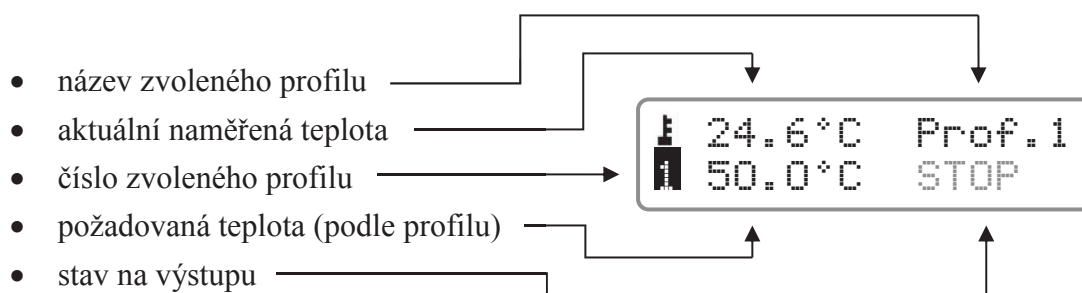 • název zvoleného profilu
• aktuální naměřená teplota
• číslo zvoleného profilu
• požadovaná teplota (podle profilu)
• stav na výstupu
24.6°C Prof.1
1 50.0°C STOP